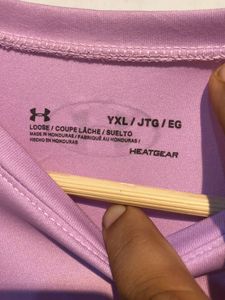 YXL / JTG / EG
LOOSE / COUPE LÂCHE / SUELTO
MADE IN HONDURAS / FABRIQUÉ AU HONDURAS /
HECHO EN HONDURAS
HEATGEAR